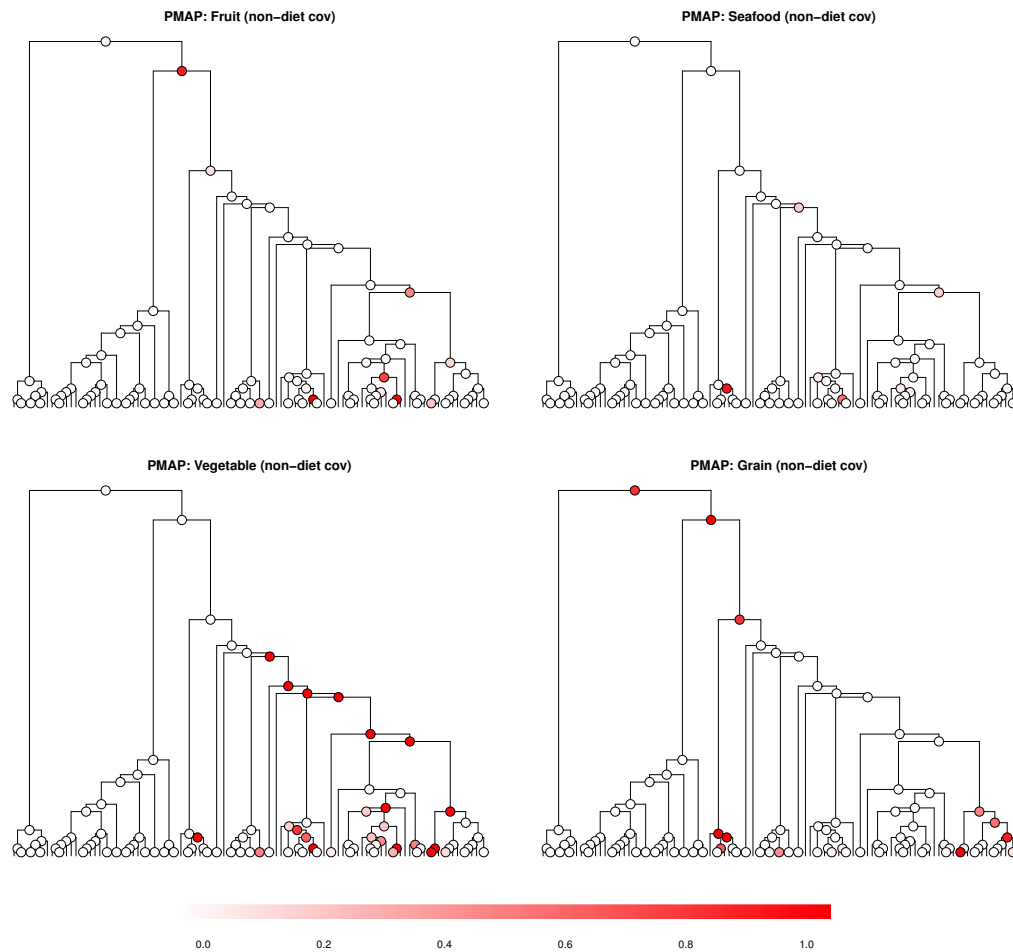 PMAP: Fruit (non−diet cov)
PMAP: Seafood (non−diet cov)
PMAP: Vegetable (non−diet cov)
PMAP: Grain (non−diet cov)
0.0 0.2 0.4 0.6 0.8 1.0